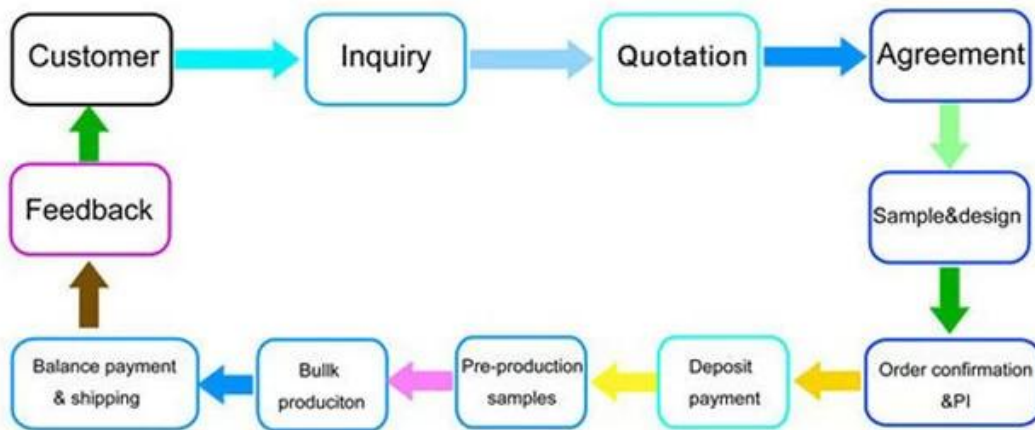 Customer
Inquiry
Quotation
Agreement
Sample&design
Order confirmation
&PI
Deposit
payment
Pre-production
samples
Bullk
produciton
Balance payment
& shipping
Feedback